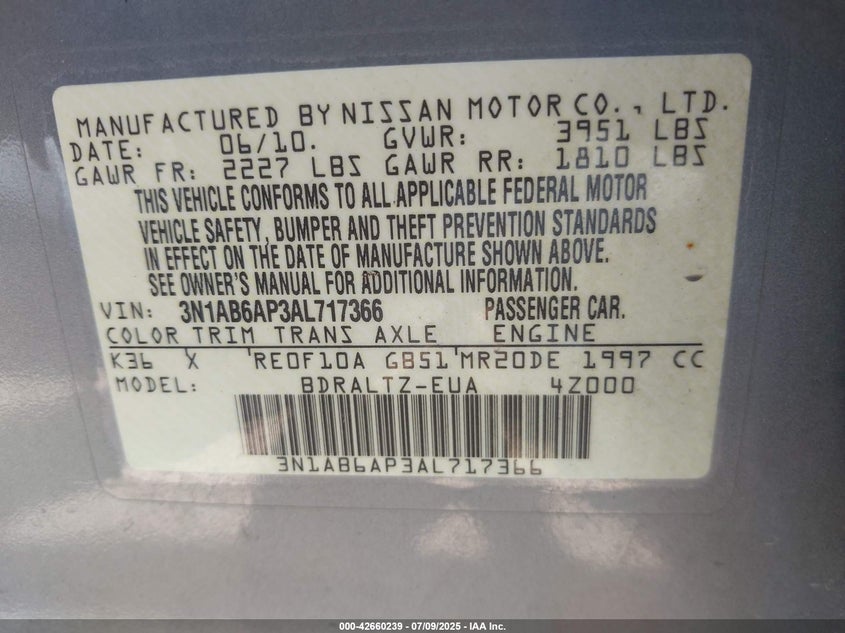 MANUFACTURED BY NISSAN MOTOR CO., LTD.
DATE: 06/10. GVWR: 3951 LBS
GAWR FR: 2227 LBS GAWR RR: 1810 LBS
THIS VEHICLE CONFORMS TO ALL APPLICABLE FEDERAL MOTOR
VEHICLE SAFETY, BUMPER AND THEFT PREVENTION STANDARDS
IN EFFECT ON THE DATE OF MANUFACTURE SHOWN ABOVE.
SEE OWNER'S MANUAL FOR ADDITIONAL INFORMATION.
VIN: 3N1AB6AP3AL717366 PASSENGER CAR.
COLOR TRIM TRANS AXLE ENGINE
K36 X RE0F10A GB51 MR20DE 1997 CC
MODEL: BDRALTZ-EUA 4Z000
3N1AB6AP3AL717366
000-42660239 - 07/09/2025 - IAA Inc.